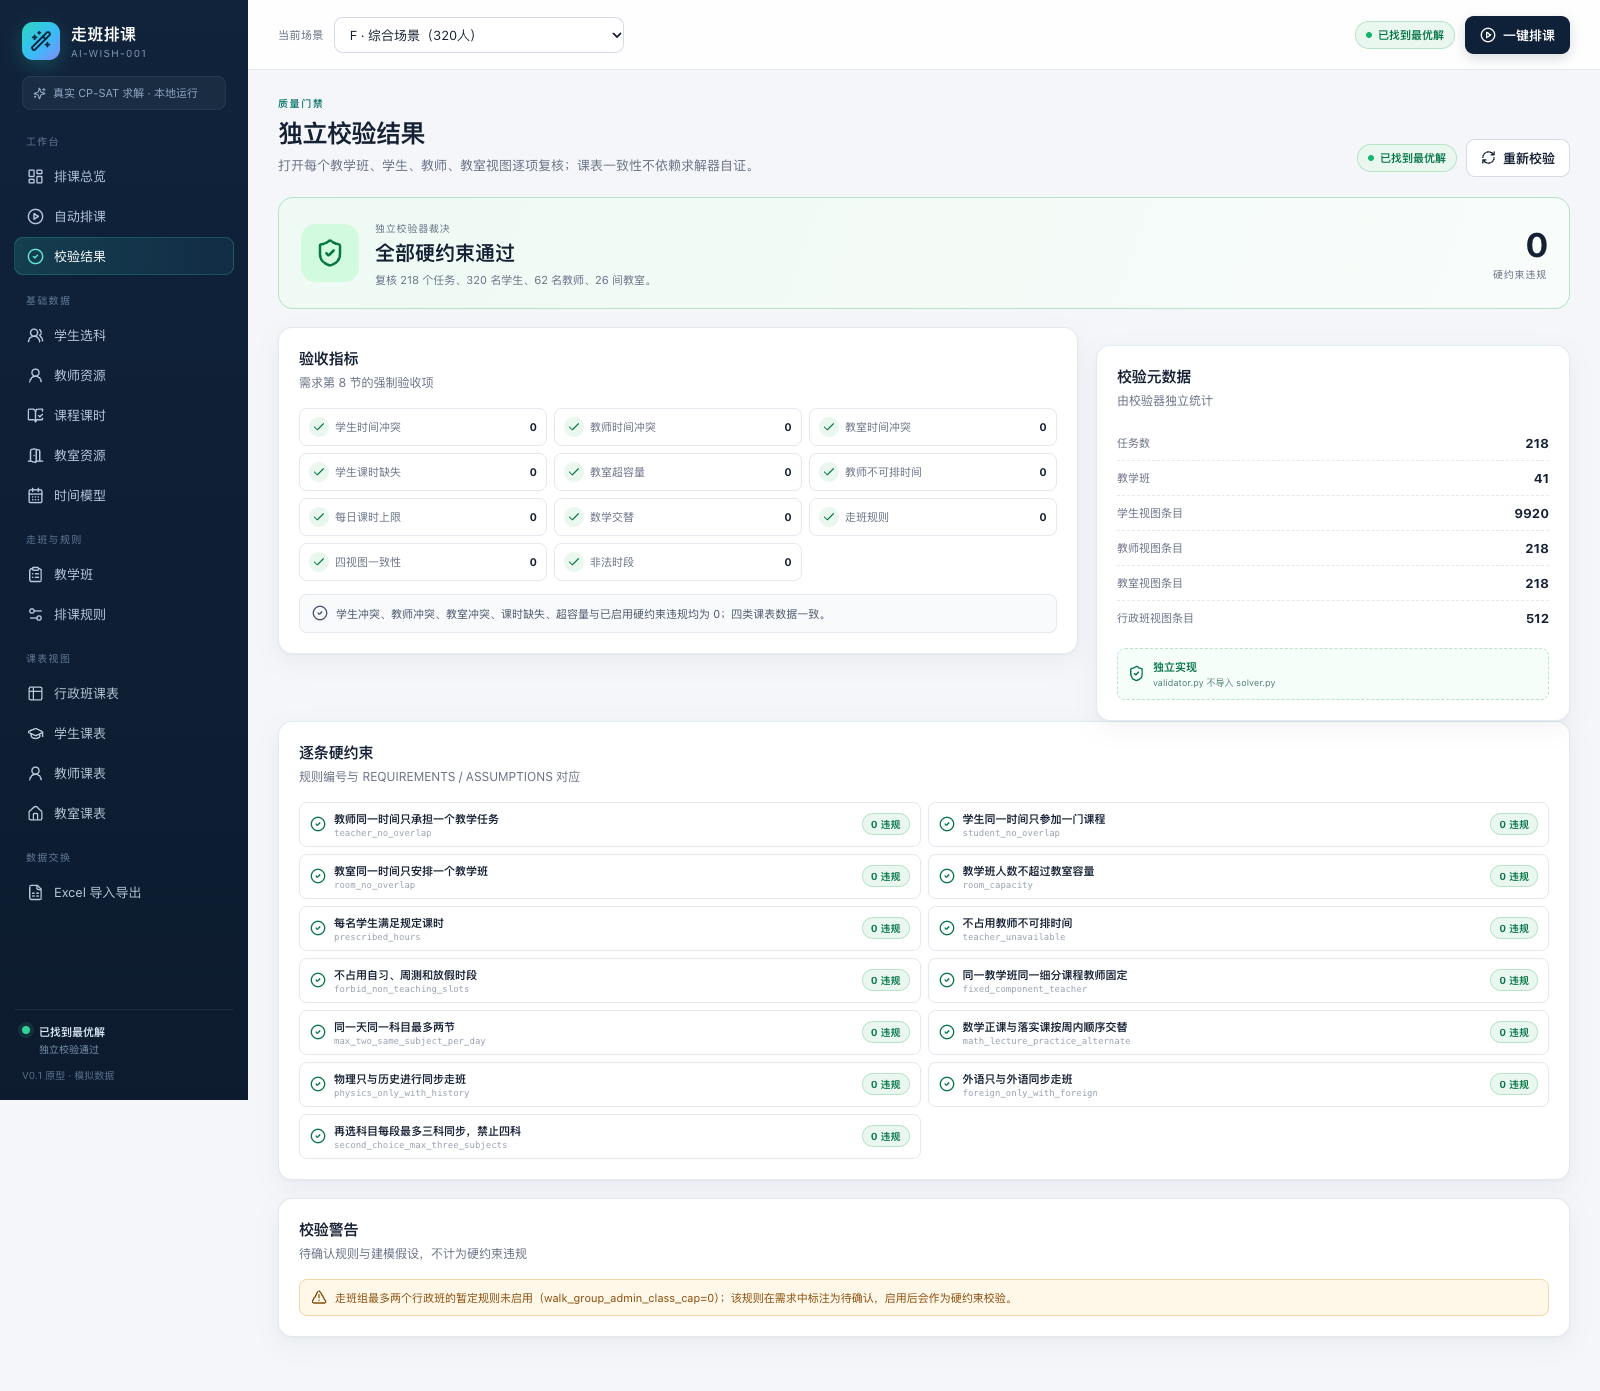 走班排课
AI-WISH-001
真实 CP-SAT 求解 · 本地运行
工作台
排课总览
自动排课
校验结果
基础数据
学生选科
教师资源
课程课时
教室资源
时间模型
走班与规则
教学班
排课规则
课表视图
行政班课表
学生课表
教师课表
教室课表
数据交换
Excel 导入导出
已找到最优解
独立校验通过
V0.1 原型 · 模拟数据
当前场景
F · 综合场景（320人）
已找到最优解
一键排课
质量门禁
独立校验结果
打开每个教学班、学生、教师、教室视图逐项复核；课表一致性不依赖求解器自证。
已找到最优解
重新校验
独立校验器裁决
全部硬约束通过
复核 218 个任务、320 名学生、62 名教师、26 间教室。
0
硬约束违规
验收指标
需求第 8 节的强制验收项
学生时间冲突 0
教师时间冲突 0
教室时间冲突 0
学生课时缺失 0
教室超容量 0
教师不可排时间 0
每日课时上限 0
数学交替 0
走班规则 0
四视图一致性 0
非法时段 0
学生冲突、教师冲突、教室冲突、课时缺失、超容量与已启用硬约束违规均为 0；四类课表数据一致。
校验元数据
由校验器独立统计
任务数 218
教学班 41
学生视图条目 9920
教师视图条目 218
教室视图条目 218
行政班视图条目 512
独立实现
validator.py 不导入 solver.py
逐条硬约束
规则编号与 REQUIREMENTS / ASSUMPTIONS 对应
教师同一时间只承担一个教学任务
teacher_no_overlap
0 违规
学生同一时间只参加一门课程
student_no_overlap
0 违规
教室同一时间只安排一个教学班
room_no_overlap
0 违规
教学班人数不超过教室容量
room_capacity
0 违规
每名学生满足规定课时
prescribed_hours
0 违规
不占用教师不可排时间
teacher_unavailable
0 违规
不占用自习、周测和放假时段
forbid_non_teaching_slots
0 违规
同一教学班同一细分课程教师固定
fixed_component_teacher
0 违规
同一天同一科目最多两节
max_two_same_subject_per_day
0 违规
数学正课与落实课按周内顺序交替
math_lecture_practice_alternate
0 违规
物理只与历史进行同步走班
physics_only_with_history
0 违规
外语只与外语同步走班
foreign_only_with_foreign
0 违规
再选科目每段最多三科同步，禁止四科
second_choice_max_three_subjects
0 违规
校验警告
待确认规则与建模假设，不计为硬约束违规
走班组最多两个行政班的暂定规则未启用（walk_group_admin_class_cap=0）；该规则在需求中标注为待确认，启用后会作为硬约束校验。